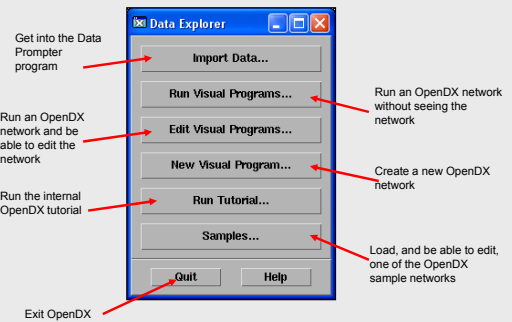 Data Explorer
Get into the Data
Prompter
program
Import Data...
Run Visual Programs...
Run an OpenDX network
without seeing the
network
Run an OpenDX
network and be
able to edit the
network
Edit Visual Programs...
New Visual Program...
Create a new OpenDX
network
Run the internal
OpenDX tutorial
Run Tutorial...
Samples...
Load, and be able to edit,
one of the OpenDX
sample networks
Quit
Help
Exit OpenDX